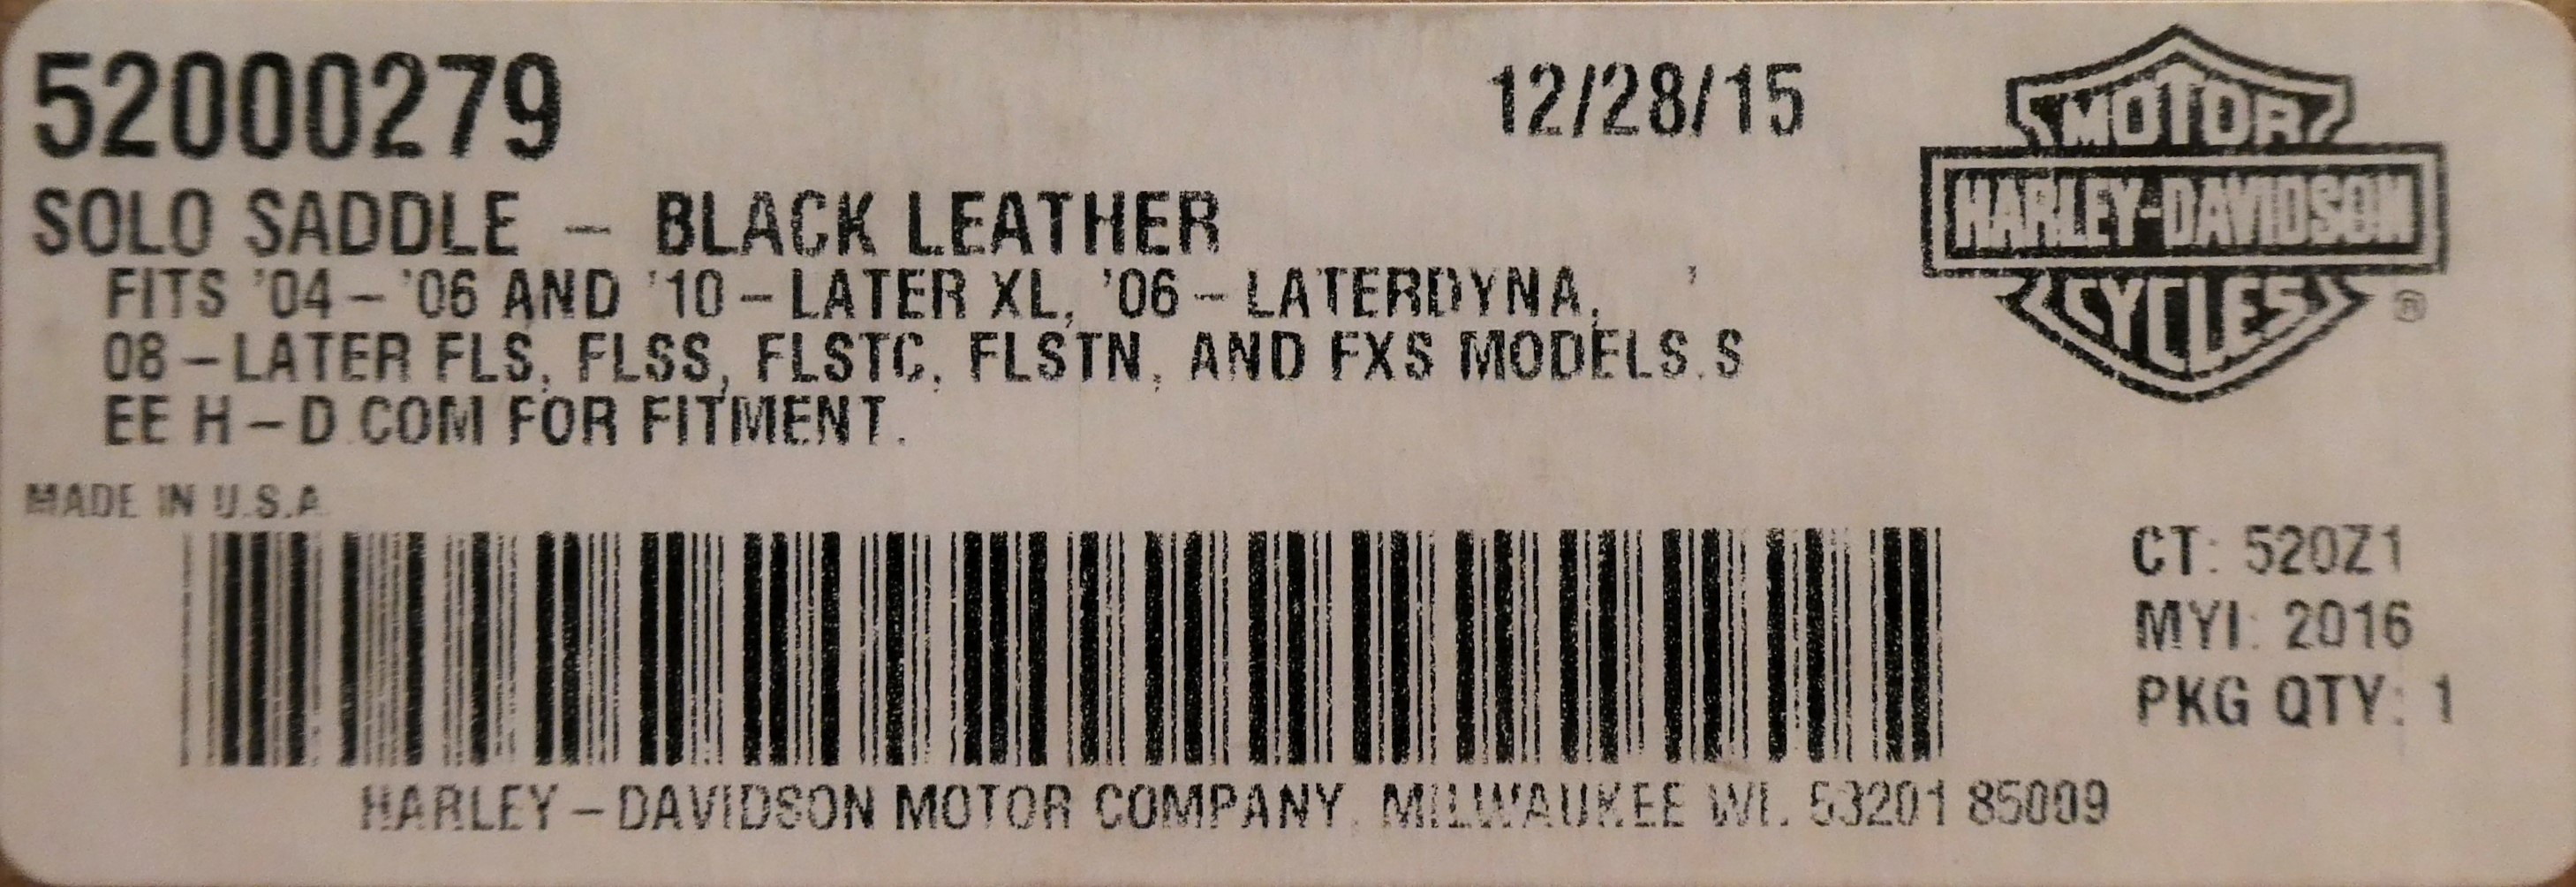 52000279
12/28/15
SOLO SADDLE – BLACK LEATHER
FITS '04 – '06 AND '10 – LATER XL, '06 – LATERDYNA, '
08 – LATER FLS, FLSS, FLSTC, FLSTN, AND FXS MODELS.S
EE H – D.COM FOR FITMENT.
MOTOR
HARLEY-DAVIDSON
CYCLES
®
MADE IN U.S.A
CT: 520Z1
MYI: 2016
PKG QTY: 1
HARLEY – DAVIDSON MOTOR COMPANY, MILWAUKEE WI. 53201 85009